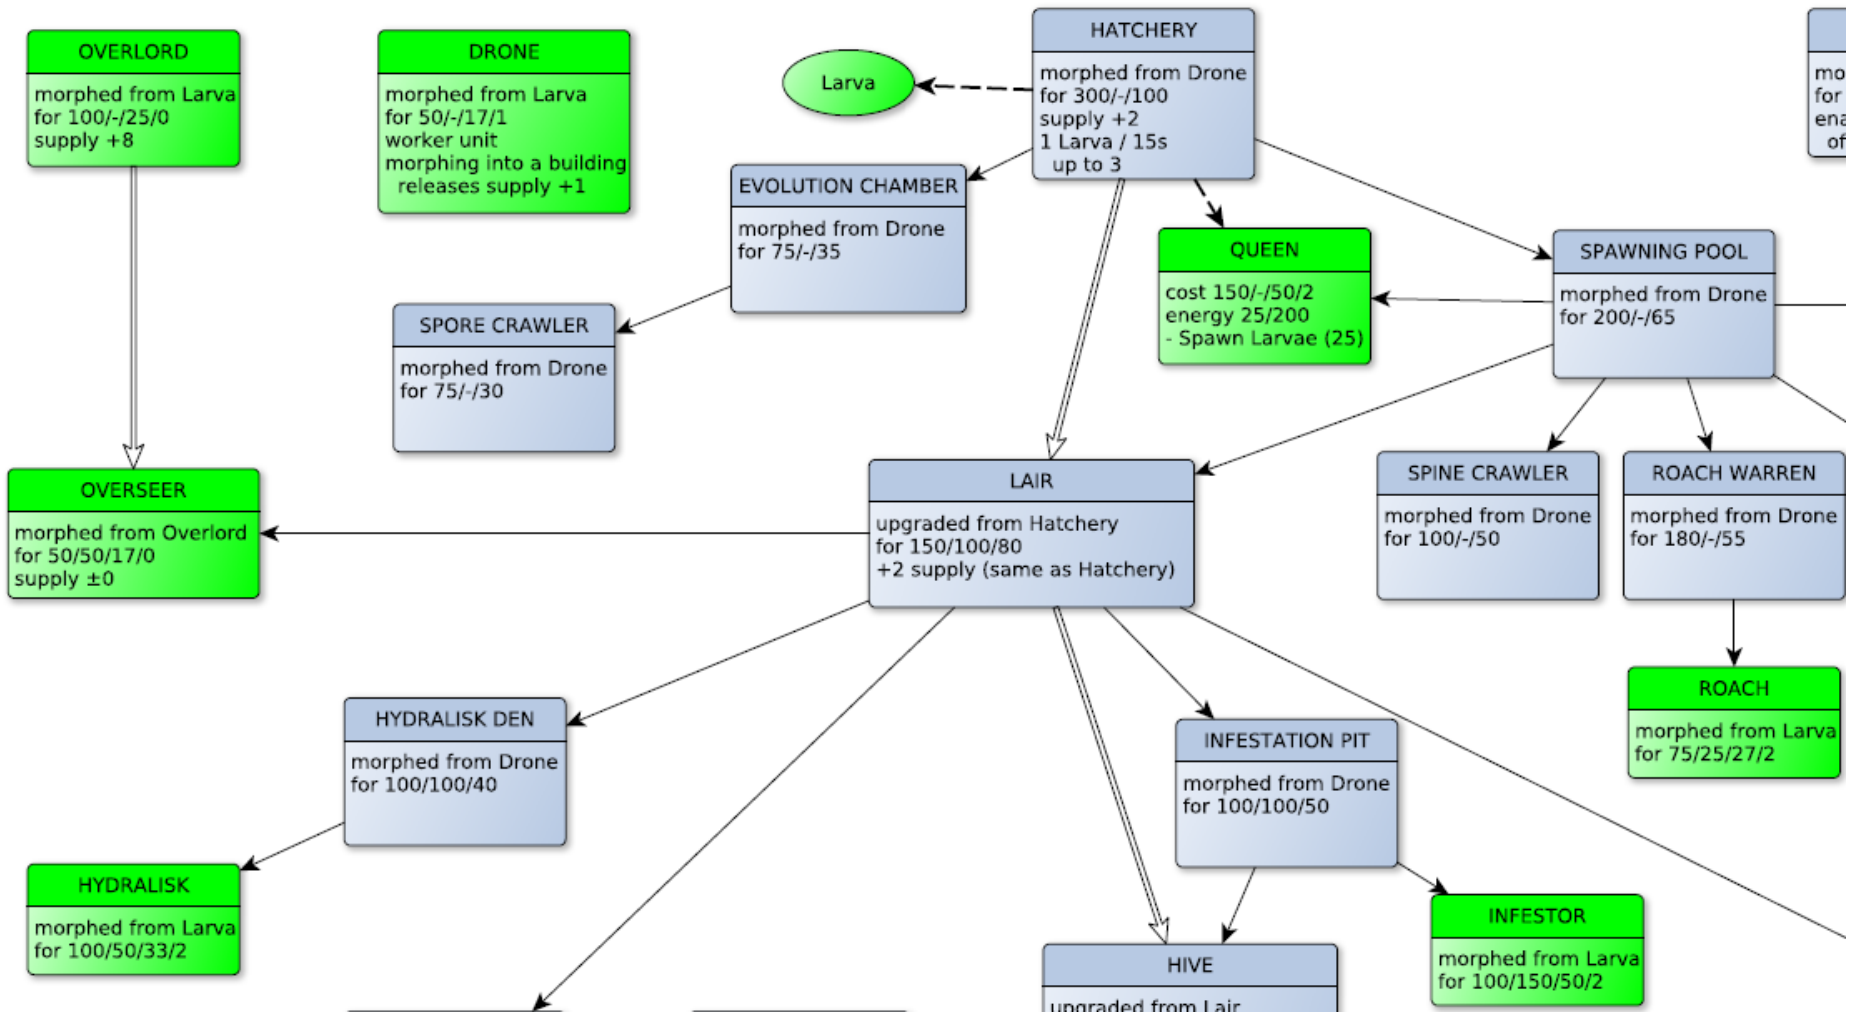 OVERLORD
morphed from Larva
for 100/-/25/0
supply +8
DRONE
morphed from Larva
for 50/-/17/1
worker unit
morphing into a building
releases supply +1
Larva
HATCHERY
morphed from Drone
for 300/-/100
supply +2
1 Larva / 15s
up to 3
mo
for
ena
of
EVOLUTION CHAMBER
morphed from Drone
for 75/-/35
QUEEN
cost 150/-/50/2
energy 25/200
- Spawn Larvae (25)
SPAWNING POOL
morphed from Drone
for 200/-/65
SPORE CRAWLER
morphed from Drone
for 75/-/30
OVERSEER
morphed from Overlord
for 50/50/17/0
supply ±0
LAIR
upgraded from Hatchery
for 150/100/80
+2 supply (same as Hatchery)
SPINE CRAWLER
morphed from Drone
for 100/-/50
ROACH WARREN
morphed from Drone
for 180/-/55
ROACH
morphed from Larva
for 75/25/27/2
HYDRALISK DEN
morphed from Drone
for 100/100/40
INFESTATION PIT
morphed from Drone
for 100/100/50
HYDRALISK
morphed from Larva
for 100/50/33/2
INFESTOR
morphed from Larva
for 100/150/50/2
HIVE
upgraded from Lair